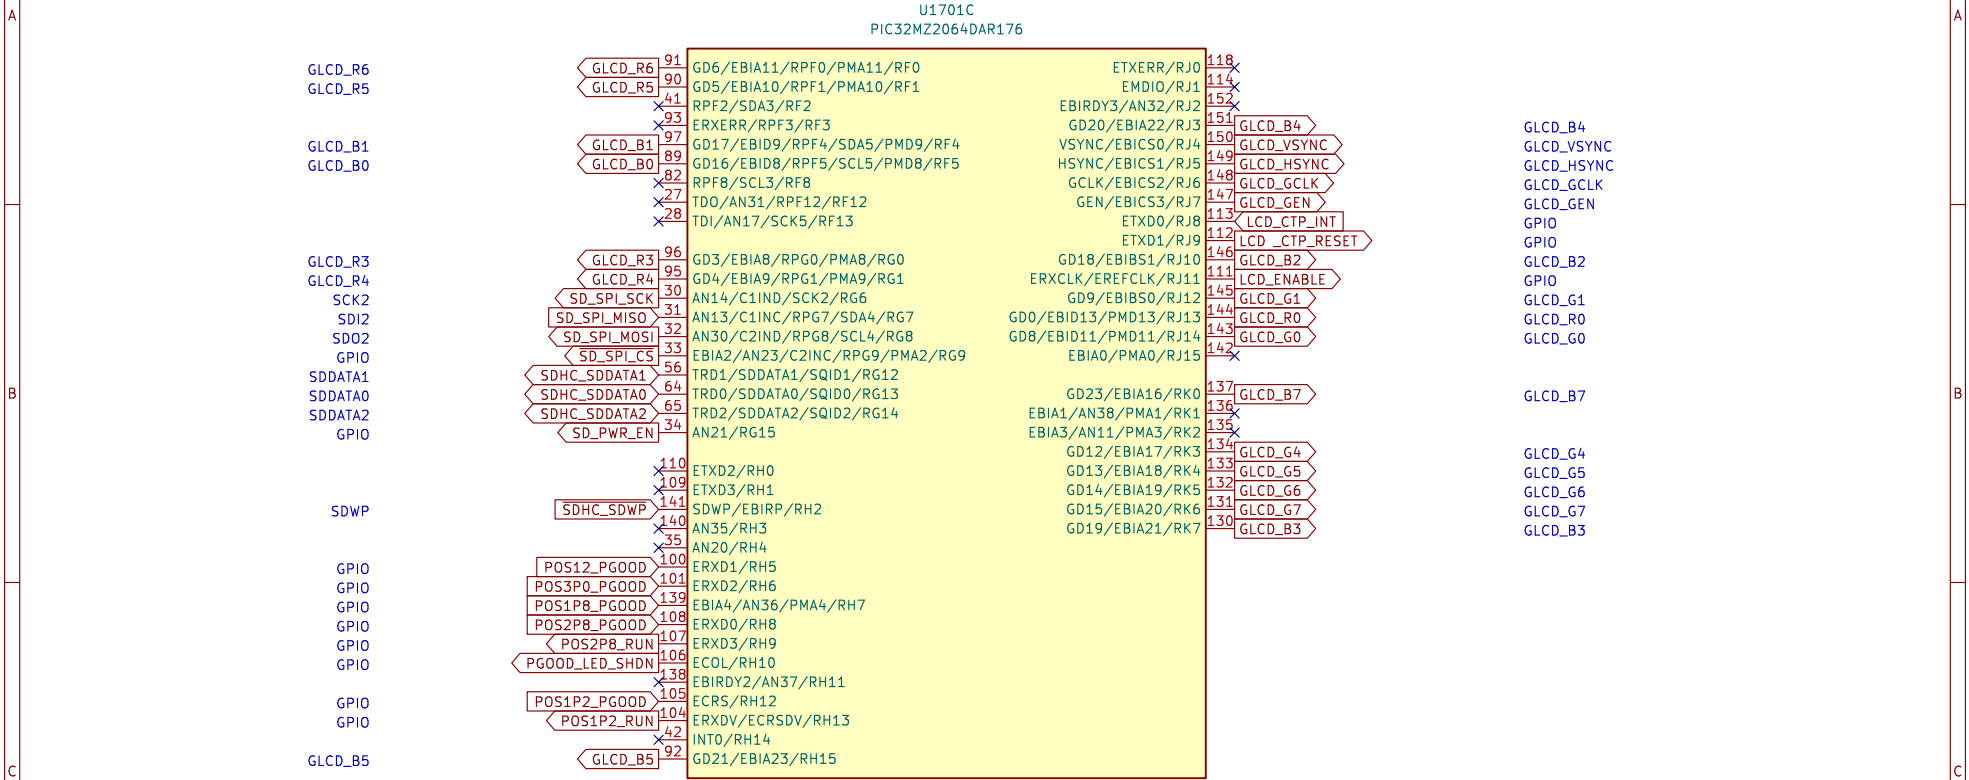 U1701C
PIC32MZ2064DAR176
A A
GLCD_R6 GLCD_R6 91 GD6/EBIA11/RPF0/PMA11/RF0 ETXERR/RJ0 118
GLCD_R5 GLCD_R5 90 GD5/EBIA10/RPF1/PMA10/RF1 EMDIO/RJ1 114
41 RPF2/SDA3/RF2 EBIRDY3/AN32/RJ2 152
93 ERXERR/RPF3/RF3 GD20/EBIA22/RJ3 151 GLCD_B4 GLCD_B4
GLCD_B1 GLCD_B1 97 GD17/EBID9/RPF4/SDA5/PMD9/RF4 VSYNC/EBICS0/RJ4 150 GLCD_VSYNC GLCD_VSYNC
GLCD_B0 GLCD_B0 89 GD16/EBID8/RPF5/SCL5/PMD8/RF5 HSYNC/EBICS1/RJ5 149 GLCD_HSYNC GLCD_HSYNC
82 RPF8/SCL3/RF8 GCLK/EBICS2/RJ6 148 GLCD_GCLK GLCD_GCLK
27 TDO/AN31/RPF12/RF12 GEN/EBICS3/RJ7 147 GLCD_GEN GLCD_GEN
28 TDI/AN17/SCK5/RF13 ETXD0/RJ8 113 LCD_CTP_INT GPIO
ETXD1/RJ9 112 LCD _CTP_RESET GPIO
GLCD_R3 GLCD_R3 96 GD3/EBIA8/RPG0/PMA8/RG0 GD18/EBIBS1/RJ10 146 GLCD_B2 GLCD_B2
GLCD_R4 GLCD_R4 95 GD4/EBIA9/RPG1/PMA9/RG1 ERXCLK/EREFCLK/RJ11 111 LCD_ENABLE GPIO
SCK2 SD_SPI_SCK 30 AN14/C1IND/SCK2/RG6 GD9/EBIBS0/RJ12 145 GLCD_G1 GLCD_G1
SDI2 SD_SPI_MISO 31 AN13/C1INC/RPG7/SDA4/RG7 GD0/EBID13/PMD13/RJ13 144 GLCD_R0 GLCD_R0
SDO2 SD_SPI_MOSI 32 AN30/C2IND/RPG8/SCL4/RG8 GD8/EBID11/PMD11/RJ14 143 GLCD_G0 GLCD_G0
GPIO SD_SPI_CS 33 EBIA2/AN23/C2INC/RPG9/PMA2/RG9 EBIA0/PMA0/RJ15 142
SDDATA1 SDHC_SDDATA1 56 TRD1/SDDATA1/SQID1/RG12
B SDDATA0 SDHC_SDDATA0 64 TRD0/SDDATA0/SQID0/RG13 GD23/EBIA16/RK0 137 GLCD_B7 GLCD_B7 B
SDDATA2 SDHC_SDDATA2 65 TRD2/SDDATA2/SQID2/RG14 EBIA1/AN38/PMA1/RK1 136
GPIO SD_PWR_EN 34 AN21/RG15 EBIA3/AN11/PMA3/RK2 135
GD12/EBIA17/RK3 134 GLCD_G4 GLCD_G4
110 ETXD2/RH0 GD13/EBIA18/RK4 133 GLCD_G5 GLCD_G5
109 ETXD3/RH1 GD14/EBIA19/RK5 132 GLCD_G6 GLCD_G6
SDWP SDHC_SDWP 141 SDWP/EBIRP/RH2 GD15/EBIA20/RK6 131 GLCD_G7 GLCD_G7
140 AN35/RH3 GD19/EBIA21/RK7 130 GLCD_B3 GLCD_B3
35 AN20/RH4
GPIO POS12_PGOOD 100 ERXD1/RH5
GPIO POS3P0_PGOOD 101 ERXD2/RH6
GPIO POS1P8_PGOOD 139 EBIA4/AN36/PMA4/RH7
GPIO POS2P8_PGOOD 108 ERXD0/RH8
GPIO POS2P8_RUN 107 ERXD3/RH9
GPIO PGOOD_LED_SHDN 106 ECOL/RH10
138 EBIRDY2/AN37/RH11
GPIO POS1P2_PGOOD 105 ECRS/RH12
GPIO POS1P2_RUN 104 ERXDV/ECRSDV/RH13
42 INT0/RH14
GLCD_B5 GLCD_B5 92 GD21/EBIA23/RH15
C C